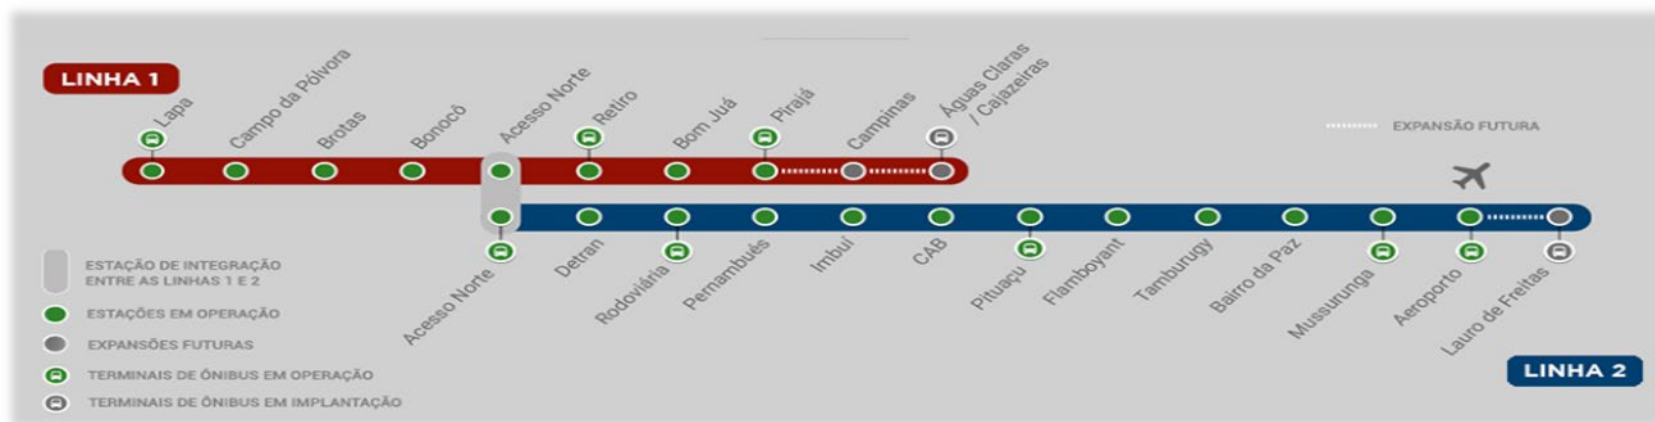 LINHA 1
Lapa
Campo da Pólvora
Brotas
Bonocô
Acesso Norte
Retiro
Bom Juá
Pirajá
Campinas
Águas Claras
/ Cajazeiras
EXPANSÃO FUTURA
Acesso Norte
Detran
Rodoviária
Pernambués
Imbuí
CAB
Pituaçu
Flamboyant
Tamburugy
Bairro da Paz
Mussurunga
Aeroporto
Lauro de Freitas
ESTAÇÃO DE INTEGRAÇÃO
ENTRE AS LINHAS 1 E 2
ESTAÇÕES EM OPERAÇÃO
EXPANSÕES FUTURAS
TERMINAIS DE ÔNIBUS EM OPERAÇÃO
TERMINAIS DE ÔNIBUS EM IMPLANTAÇÃO
LINHA 2